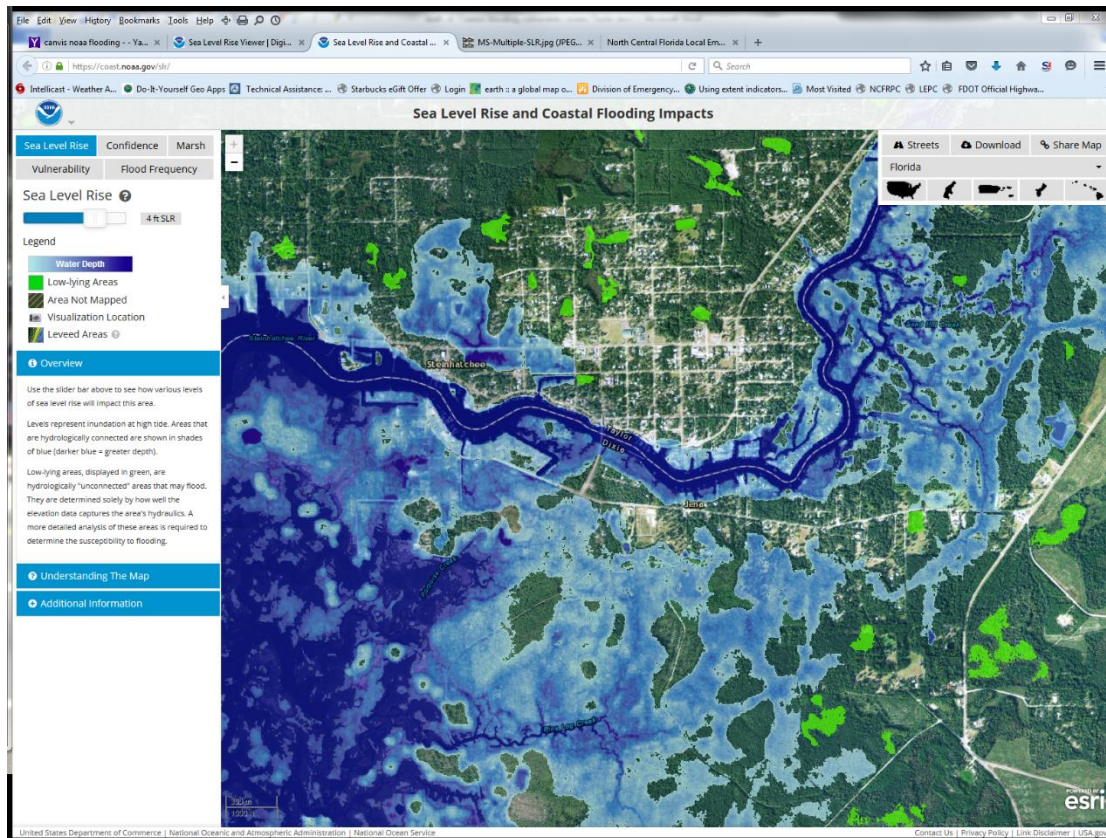 File Edit View History Bookmarks Tools Help
canvis noaa flooding - - Ya...
Sea Level Rise Viewer | Digi...
Sea Level Rise and Coastal ...
MS-Multiple-SLR.jpg (JPEG...
North Central Florida Local Em...
https://coast.noaa.gov/slr/
Search
Intellicast - Weather A...
Do-It-Yourself Geo Apps
Technical Assistance: ...
Starbucks eGift Offer
Login
earth :: a global map o...
Division of Emergency...
Using extent indicators...
Most Visited
NCFRPC
LEPC
FDOT Official Highwa...
Sea Level Rise and Coastal Flooding Impacts
Sea Level Rise Confidence Marsh
Vulnerability Flood Frequency
Sea Level Rise
4 ft SLR
Legend
Water Depth
Low-lying Areas
Area Not Mapped
Visualization Location
Leveed Areas
Overview
Use the slider bar above to see how various levels
of sea level rise will impact this area.
Levels represent inundation at high tide. Areas that
are hydrologically connected are shown in shades
of blue (darker blue = greater depth).
Low-lying areas, displayed in green, are
hydrologically "unconnected" areas that may flood.
They are determined solely by how well the
elevation data captures the area's hydraulics. A
more detailed analysis of these areas is required to
determine the susceptibility to flooding.
Understanding The Map
Additional Information
Streets Download Share Map
Florida
Steinhatchee River
Steinhatchee
Taylor
Dixie
Jena
POWERED BY
esri
United States Department of Commerce | National Oceanic and Atmospheric Administration | National Ocean Service
Contact Us | Privacy Policy | Link Disclaimer | USA.gov